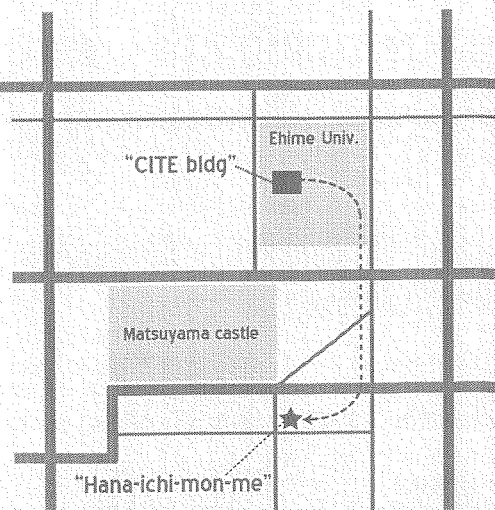 Ehime Univ.
“CITE bldg”
Matsuyama castle
“Hana-ichi-mon-me”